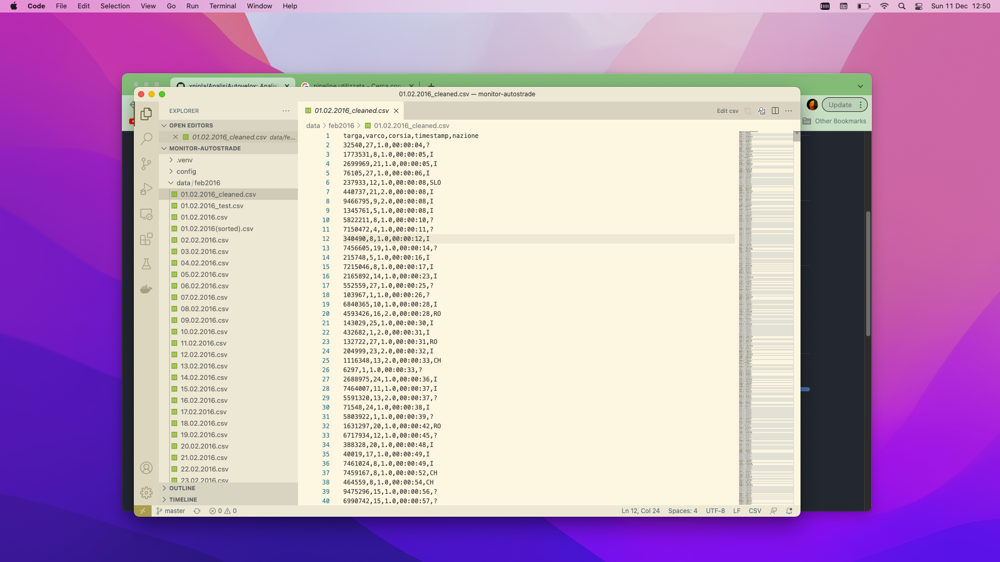 Code File Edit Selection View Go Run Terminal Window Help Sun 11 Dec 12:50
xniola/AnalisiAutovelox: Analisi
pipeline utilizzata - Cerca con
Update
Other Bookmarks
01.02.2016_cleaned.csv — monitor-autostrade
EXPLORER
OPEN EDITORS
01.02.2016_cleaned.csv data/fe...
MONITOR-AUTOSTRADE
.venv
config
data/feb2016
01.02.2016_cleaned.csv
01.02.2016_test.csv
01.02.2016.csv
01.02.2016(sorted).csv
02.02.2016.csv
03.02.2016.csv
04.02.2016.csv
05.02.2016.csv
06.02.2016.csv
07.02.2016.csv
08.02.2016.csv
09.02.2016.csv
10.02.2016.csv
11.02.2016.csv
12.02.2016.csv
13.02.2016.csv
14.02.2016.csv
15.02.2016.csv
16.02.2016.csv
17.02.2016.csv
18.02.2016.csv
19.02.2016.csv
20.02.2016.csv
21.02.2016.csv
22.02.2016.csv
23.02.2016.csv
OUTLINE
TIMELINE
01.02.2016_cleaned.csv
Edit csv
data > feb2016 > 01.02.2016_cleaned.csv
1 targa,varco,corsia,timestamp,nazione
2 32540,27,1.0,00:00:04,?
3 1773531,8,1.0,00:00:05,I
4 2699969,21,1.0,00:00:05,I
5 76105,27,1.0,00:00:06,I
6 237933,12,1.0,00:00:08,SLO
7 440737,21,2.0,00:00:08,I
8 9466795,9,2.0,00:00:08,I
9 1345761,5,1.0,00:00:08,I
10 5822211,8,1.0,00:00:10,?
11 7150472,4,1.0,00:00:11,?
12 340490,8,1.0,00:00:12,I
13 7456605,19,1.0,00:00:14,?
14 215748,5,1.0,00:00:16,I
15 7215046,8,1.0,00:00:17,I
16 2165892,14,1.0,00:00:23,I
17 552559,27,1.0,00:00:25,?
18 103967,1,1.0,00:00:26,?
19 6840365,10,1.0,00:00:28,I
20 4593426,16,2.0,00:00:28,RO
21 143029,25,1.0,00:00:30,I
22 432682,1,2.0,00:00:31,I
23 132722,27,1.0,00:00:31,RO
24 204999,23,2.0,00:00:32,I
25 1116348,13,2.0,00:00:33,CH
26 6297,1,1.0,00:00:33,?
27 2688975,24,1.0,00:00:36,I
28 7464007,11,1.0,00:00:37,I
29 5591320,13,2.0,00:00:37,?
30 71548,24,1.0,00:00:38,I
31 5803922,1,1.0,00:00:39,?
32 1631297,20,1.0,00:00:42,RO
33 6717934,12,1.0,00:00:45,?
34 388328,20,1.0,00:00:48,I
35 40019,17,1.0,00:00:49,I
36 7461024,8,1.0,00:00:49,I
37 7459167,8,1.0,00:00:52,CH
38 464559,8,1.0,00:00:54,CH
39 9475296,15,1.0,00:00:56,?
40 6990742,15,1.0,00:00:57,?
master 0 0 Ln 12, Col 24 Spaces: 4 UTF-8 LF CSV